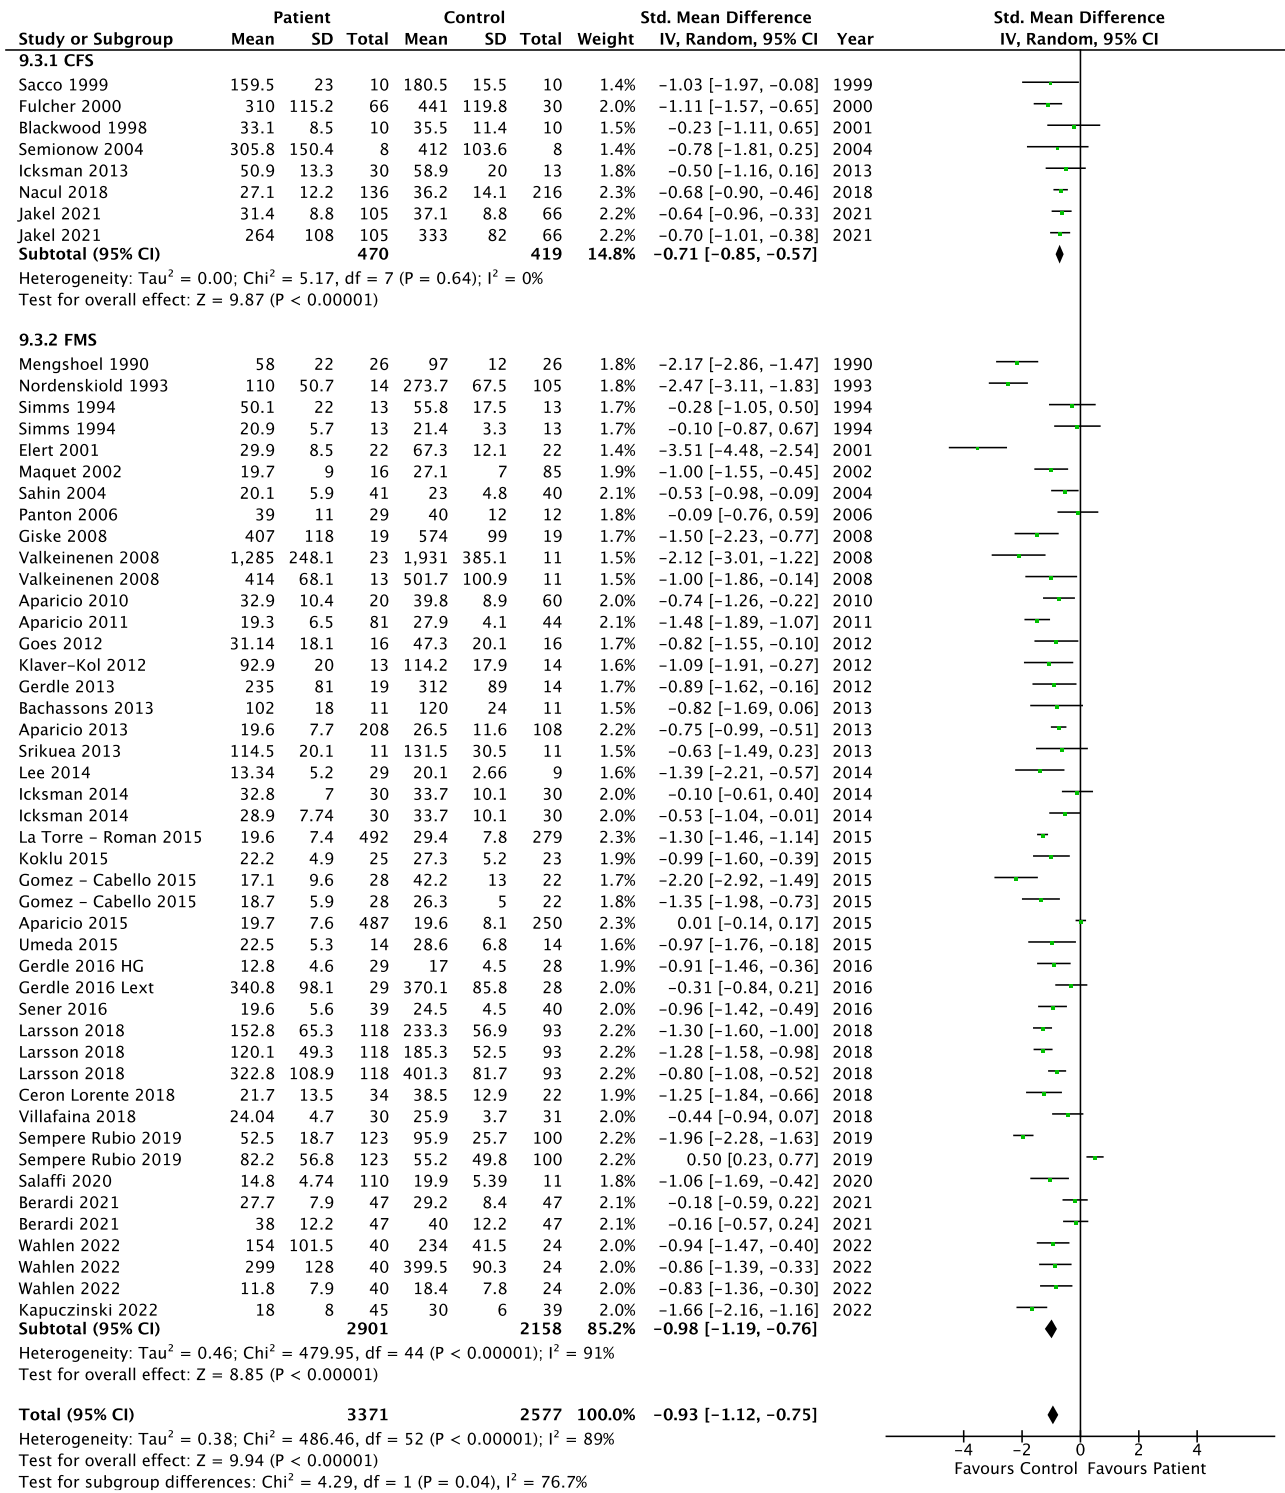 Patient Control Std. Mean Difference Std. Mean Difference
Study or Subgroup Mean SD Total Mean SD Total Weight IV, Random, 95% CI Year IV, Random, 95% CI
9.3.1 CFS
Sacco 1999 159.5 23 10 180.5 15.5 10 1.4% −1.03 [−1.97, −0.08] 1999
Fulcher 2000 310 115.2 66 441 119.8 30 2.0% −1.11 [−1.57, −0.65] 2000
Blackwood 1998 33.1 8.5 10 35.5 11.4 10 1.5% −0.23 [−1.11, 0.65] 2001
Semionow 2004 305.8 150.4 8 412 103.6 8 1.4% −0.78 [−1.81, 0.25] 2004
Icksman 2013 50.9 13.3 30 58.9 20 13 1.8% −0.50 [−1.16, 0.16] 2013
Nacul 2018 27.1 12.2 136 36.2 14.1 216 2.3% −0.68 [−0.90, −0.46] 2018
Jakel 2021 31.4 8.8 105 37.1 8.8 66 2.2% −0.64 [−0.96, −0.33] 2021
Jakel 2021 264 108 105 333 82 66 2.2% −0.70 [−1.01, −0.38] 2021
Subtotal (95% CI) 470 419 14.8% −0.71 [−0.85, −0.57]
Heterogeneity: Tau² = 0.00; Chi² = 5.17, df = 7 (P = 0.64); I² = 0%
Test for overall effect: Z = 9.87 (P < 0.00001)
9.3.2 FMS
Mengshoel 1990 58 22 26 97 12 26 1.8% −2.17 [−2.86, −1.47] 1990
Nordenskiold 1993 110 50.7 14 273.7 67.5 105 1.8% −2.47 [−3.11, −1.83] 1993
Simms 1994 50.1 22 13 55.8 17.5 13 1.7% −0.28 [−1.05, 0.50] 1994
Simms 1994 20.9 5.7 13 21.4 3.3 13 1.7% −0.10 [−0.87, 0.67] 1994
Elert 2001 29.9 8.5 22 67.3 12.1 22 1.4% −3.51 [−4.48, −2.54] 2001
Maquet 2002 19.7 9 16 27.1 7 85 1.9% −1.00 [−1.55, −0.45] 2002
Sahin 2004 20.1 5.9 41 23 4.8 40 2.1% −0.53 [−0.98, −0.09] 2004
Panton 2006 39 11 29 40 12 12 1.8% −0.09 [−0.76, 0.59] 2006
Giske 2008 407 118 19 574 99 19 1.7% −1.50 [−2.23, −0.77] 2008
Valkeinenen 2008 1,285 248.1 23 1,931 385.1 11 1.5% −2.12 [−3.01, −1.22] 2008
Valkeinenen 2008 414 68.1 13 501.7 100.9 11 1.5% −1.00 [−1.86, −0.14] 2008
Aparicio 2010 32.9 10.4 20 39.8 8.9 60 2.0% −0.74 [−1.26, −0.22] 2010
Aparicio 2011 19.3 6.5 81 27.9 4.1 44 2.1% −1.48 [−1.89, −1.07] 2011
Goes 2012 31.14 18.1 16 47.3 20.1 16 1.7% −0.82 [−1.55, −0.10] 2012
Klaver−Kol 2012 92.9 20 13 114.2 17.9 14 1.6% −1.09 [−1.91, −0.27] 2012
Gerdle 2013 235 81 19 312 89 14 1.7% −0.89 [−1.62, −0.16] 2012
Bachassons 2013 102 18 11 120 24 11 1.5% −0.82 [−1.69, 0.06] 2013
Aparicio 2013 19.6 7.7 208 26.5 11.6 108 2.2% −0.75 [−0.99, −0.51] 2013
Srikuea 2013 114.5 20.1 11 131.5 30.5 11 1.5% −0.63 [−1.49, 0.23] 2013
Lee 2014 13.34 5.2 29 20.1 2.66 9 1.6% −1.39 [−2.21, −0.57] 2014
Icksman 2014 32.8 7 30 33.7 10.1 30 2.0% −0.10 [−0.61, 0.40] 2014
Icksman 2014 28.9 7.74 30 33.7 10.1 30 2.0% −0.53 [−1.04, −0.01] 2014
La Torre − Roman 2015 19.6 7.4 492 29.4 7.8 279 2.3% −1.30 [−1.46, −1.14] 2015
Koklu 2015 22.2 4.9 25 27.3 5.2 23 1.9% −0.99 [−1.60, −0.39] 2015
Gomez − Cabello 2015 17.1 9.6 28 42.2 13 22 1.7% −2.20 [−2.92, −1.49] 2015
Gomez − Cabello 2015 18.7 5.9 28 26.3 5 22 1.8% −1.35 [−1.98, −0.73] 2015
Aparicio 2015 19.7 7.6 487 19.6 8.1 250 2.3% 0.01 [−0.14, 0.17] 2015
Umeda 2015 22.5 5.3 14 28.6 6.8 14 1.6% −0.97 [−1.76, −0.18] 2015
Gerdle 2016 HG 12.8 4.6 29 17 4.5 28 1.9% −0.91 [−1.46, −0.36] 2016
Gerdle 2016 Lext 340.8 98.1 29 370.1 85.8 28 2.0% −0.31 [−0.84, 0.21] 2016
Sener 2016 19.6 5.6 39 24.5 4.5 40 2.0% −0.96 [−1.42, −0.49] 2016
Larsson 2018 152.8 65.3 118 233.3 56.9 93 2.2% −1.30 [−1.60, −1.00] 2018
Larsson 2018 120.1 49.3 118 185.3 52.5 93 2.2% −1.28 [−1.58, −0.98] 2018
Larsson 2018 322.8 108.9 118 401.3 81.7 93 2.2% −0.80 [−1.08, −0.52] 2018
Ceron Lorente 2018 21.7 13.5 34 38.5 12.9 22 1.9% −1.25 [−1.84, −0.66] 2018
Villafaina 2018 24.04 4.7 30 25.9 3.7 31 2.0% −0.44 [−0.94, 0.07] 2018
Sempere Rubio 2019 52.5 18.7 123 95.9 25.7 100 2.2% −1.96 [−2.28, −1.63] 2019
Sempere Rubio 2019 82.2 56.8 123 55.2 49.8 100 2.2% 0.50 [0.23, 0.77] 2019
Salaffi 2020 14.8 4.74 110 19.9 5.39 11 1.8% −1.06 [−1.69, −0.42] 2020
Berardi 2021 27.7 7.9 47 29.2 8.4 47 2.1% −0.18 [−0.59, 0.22] 2021
Berardi 2021 38 12.2 47 40 12.2 47 2.1% −0.16 [−0.57, 0.24] 2021
Wahlen 2022 154 101.5 40 234 41.5 24 2.0% −0.94 [−1.47, −0.40] 2022
Wahlen 2022 299 128 40 399.5 90.3 24 2.0% −0.86 [−1.39, −0.33] 2022
Wahlen 2022 11.8 7.9 40 18.4 7.8 24 2.0% −0.83 [−1.36, −0.30] 2022
Kapuczinski 2022 18 8 45 30 6 39 2.0% −1.66 [−2.16, −1.16] 2022
Subtotal (95% CI) 2901 2158 85.2% −0.98 [−1.19, −0.76]
Heterogeneity: Tau² = 0.46; Chi² = 479.95, df = 44 (P < 0.00001); I² = 91%
Test for overall effect: Z = 8.85 (P < 0.00001)
Total (95% CI) 3371 2577 100.0% −0.93 [−1.12, −0.75]
Heterogeneity: Tau² = 0.38; Chi² = 486.46, df = 52 (P < 0.00001); I² = 89%
Test for overall effect: Z = 9.94 (P < 0.00001)
Test for subgroup differences: Chi² = 4.29, df = 1 (P = 0.04), I² = 76.7%
−4 −2 0 2 4
Favours Control Favours Patient